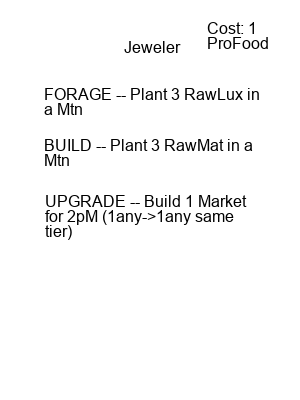 Cost: 1
ProFood
Jeweler
FORAGE -- Plant 3 RawLux in
a Mtn
BUILD -- Plant 3 RawMat in a
Mtn
UPGRADE -- Build 1 Market
for 2pM (1any->1any same
tier)